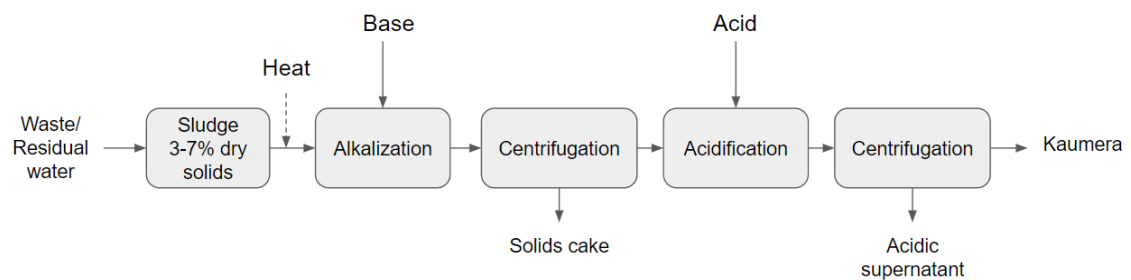 Base
Acid
Heat
Waste/
Residual
water
Sludge
3-7% dry
solids
Alkalization
Centrifugation
Acidification
Centrifugation
Kaumera
Solids cake
Acidic
supernatant